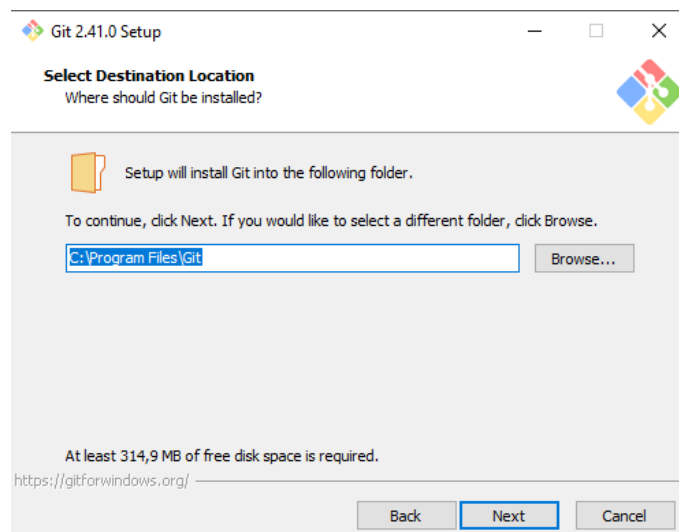 Git 2.41.0 Setup
Select Destination Location
Where should Git be installed?
Setup will install Git into the following folder.
To continue, click Next. If you would like to select a different folder, click Browse.
C:\Program Files\Git
Browse...
At least 314,9 MB of free disk space is required.
https://gitforwindows.org/
Back Next Cancel